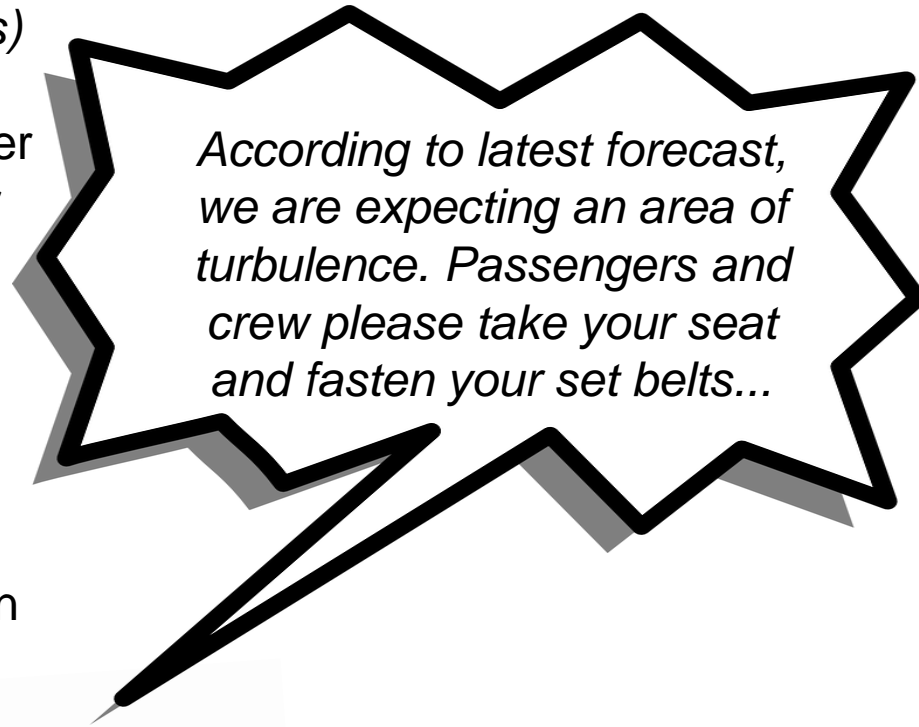 s)
er
According to latest forecast,
we are expecting an area of
turbulence. Passengers and
crew please take your seat
and fasten your set belts...
n